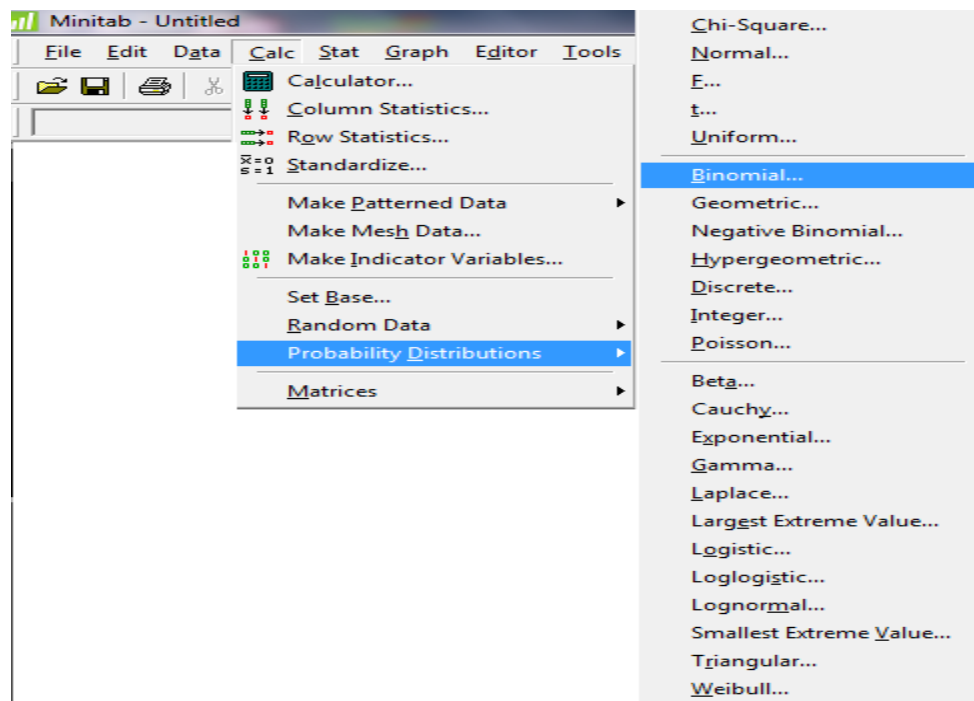 Minitab - Untitled
File Edit Data Calc Stat Graph Editor Tools
Calculator...
Column Statistics...
Row Statistics...
x=0
s=1 Standardize...
Make Patterned Data
Make Mesh Data...
Make Indicator Variables...
Set Base...
Random Data
Probability Distributions
Matrices
Chi-Square...
Normal...
F...
t...
Uniform...
Binomial...
Geometric...
Negative Binomial...
Hypergeometric...
Discrete...
Integer...
Poisson...
Beta...
Cauchy...
Exponential...
Gamma...
Laplace...
Largest Extreme Value...
Logistic...
Loglogistic...
Lognormal...
Smallest Extreme Value...
Triangular...
Weibull...